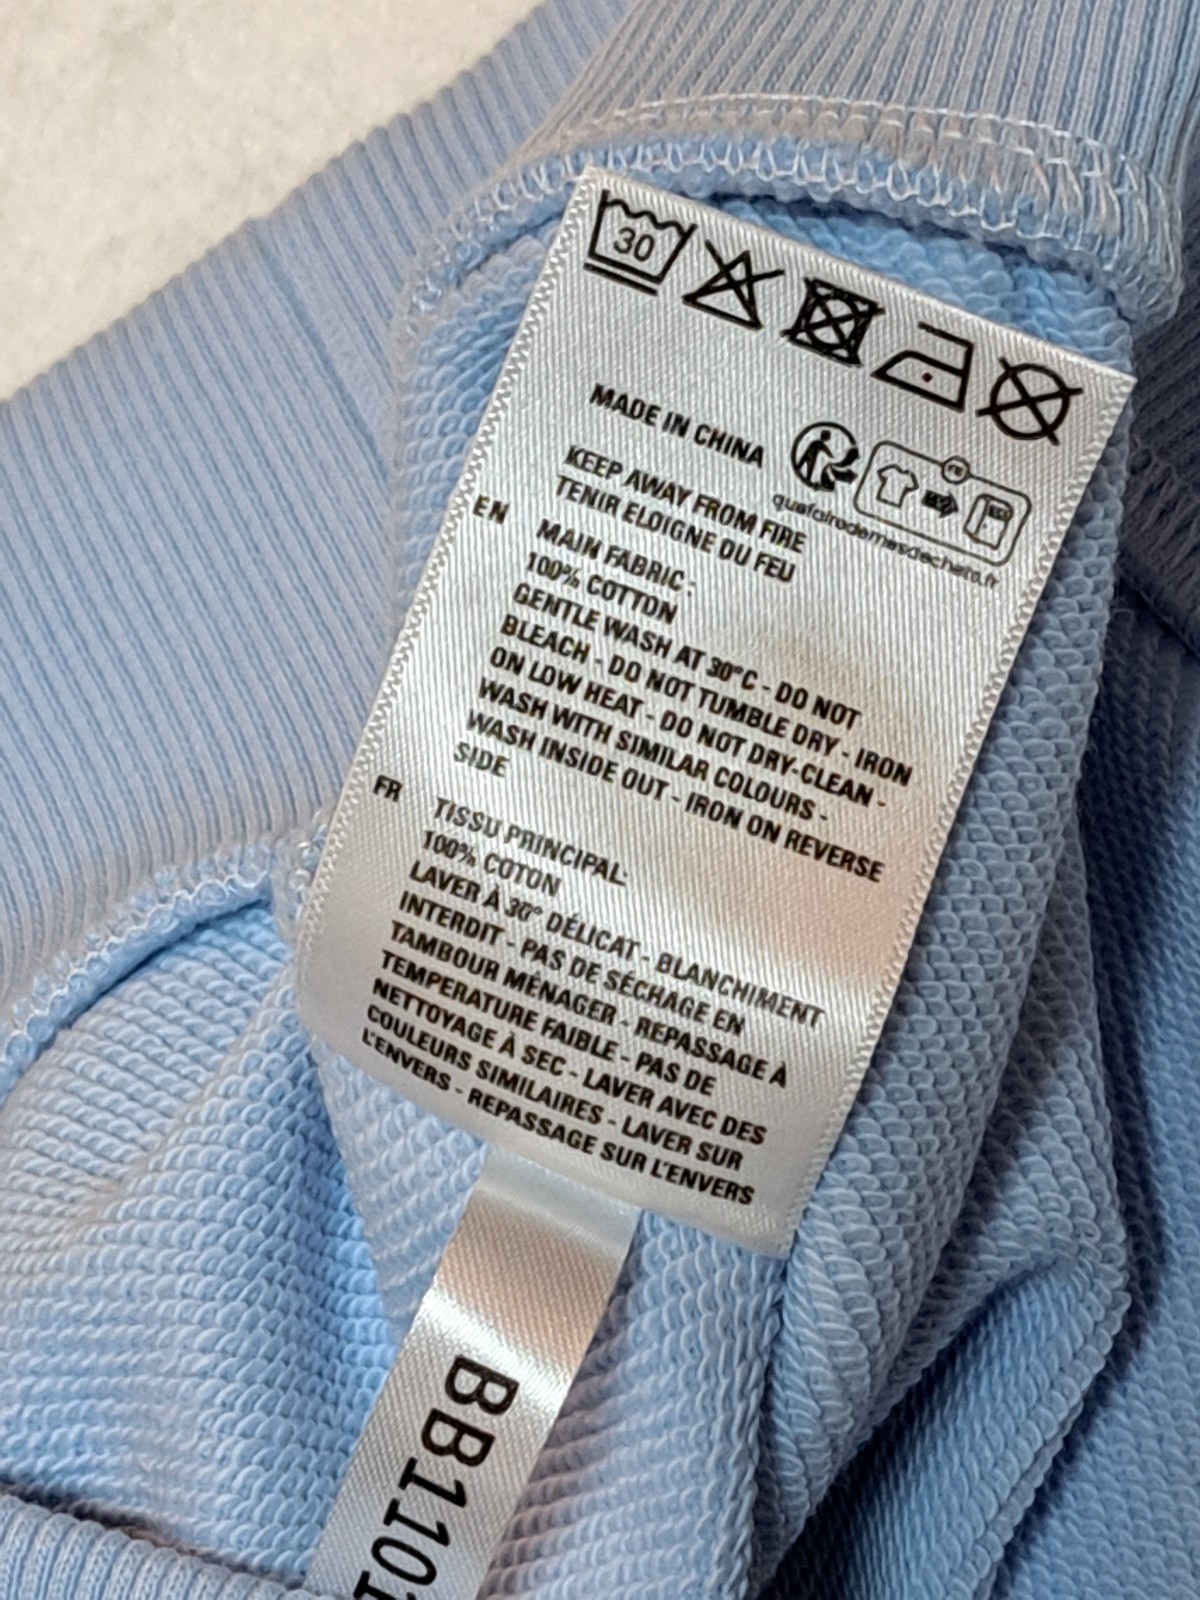 30
MADE IN CHINA
FR
quefairedemesdechets.fr
KEEP AWAY FROM FIRE
TENIR ELOIGNE DU FEU
EN
MAIN FABRIC :
100% COTTON
GENTLE WASH AT 30°C - DO NOT
BLEACH - DO NOT TUMBLE DRY - IRON
ON LOW HEAT - DO NOT DRY-CLEAN -
WASH WITH SIMILAR COLOURS -
WASH INSIDE OUT - IRON ON REVERSE
SIDE
FR
TISSU PRINCIPAL:
100% COTON
LAVER À 30° DÉLICAT - BLANCHIMENT
INTERDIT - PAS DE SÉCHAGE EN
TAMBOUR MÉNAGER - REPASSAGE À
TEMPERATURE FAIBLE - PAS DE
NETTOYAGE À SEC - LAVER AVEC DES
COULEURS SIMILAIRES - LAVER SUR
L'ENVERS - REPASSAGE SUR L'ENVERS
BB1101